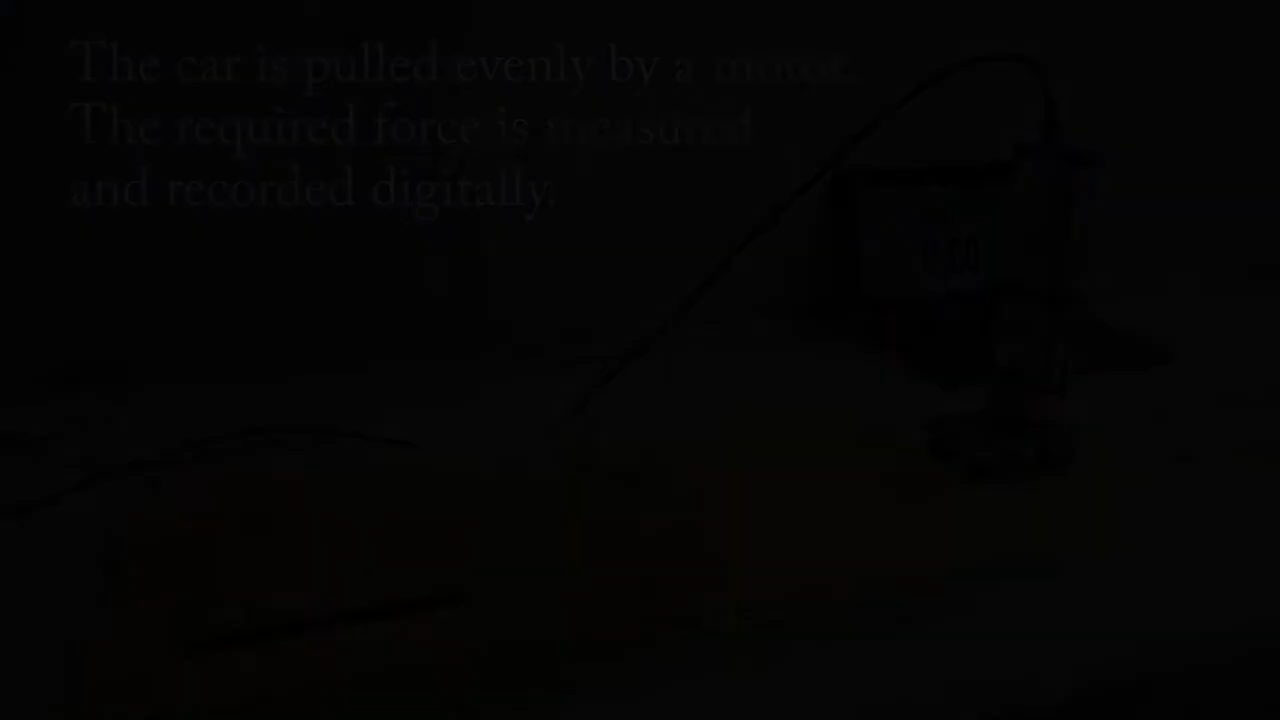 The car is pulled evenly by a motor.
The required force is measured
and recorded digitally.